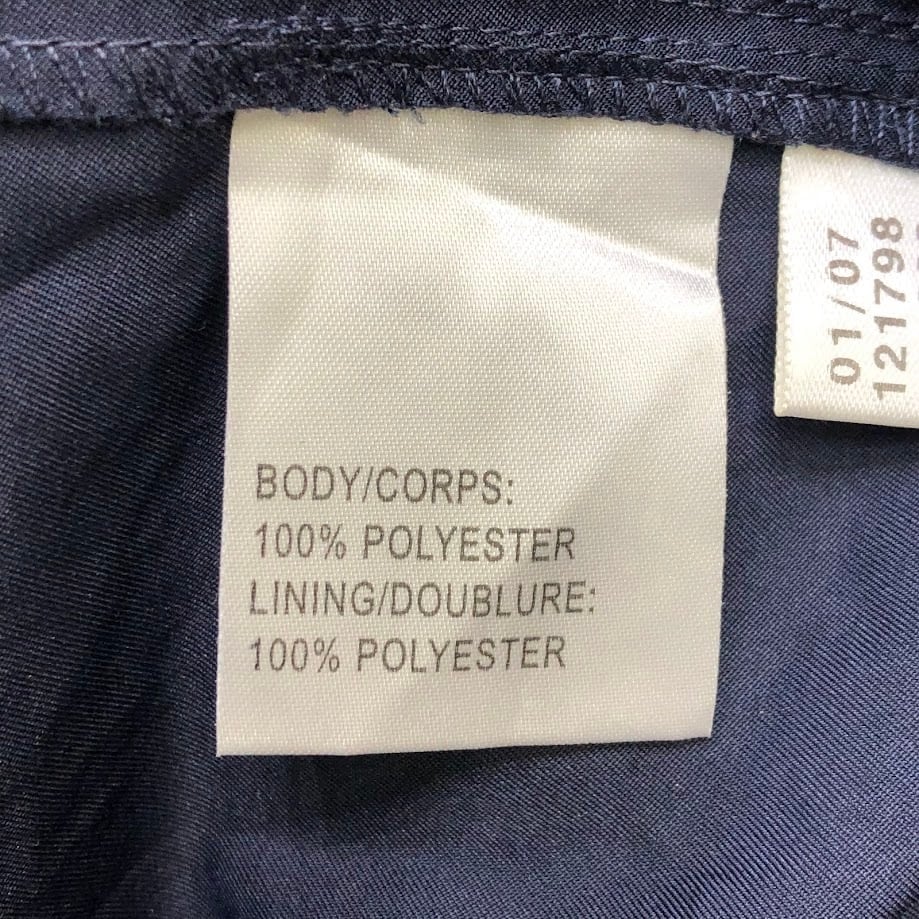 BODY/CORPS:
100% POLYESTER
LINING/DOUBLURE:
100% POLYESTER
01/07
121798